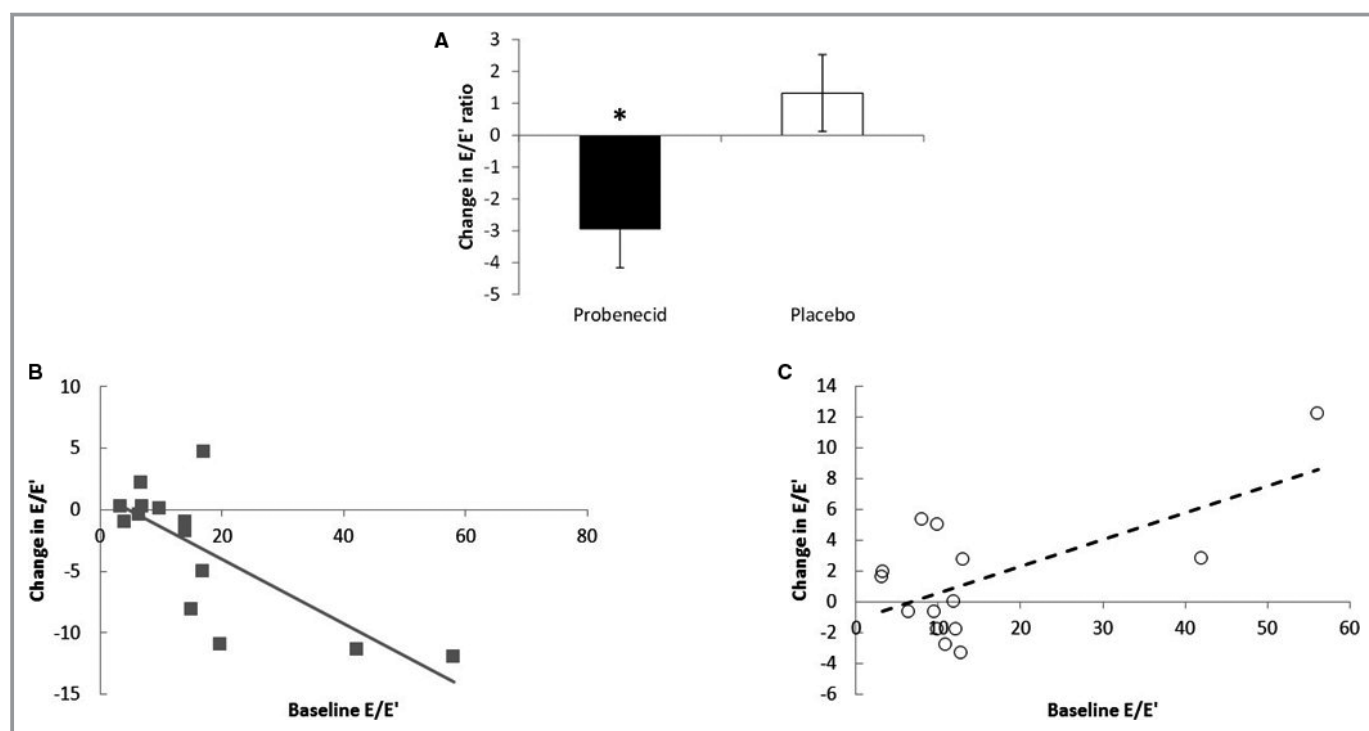 A
3
2
1
0
-1
-2
-3
-4
-5
Change in E/E' ratio
*
Probenecid Placebo
B
10
5
0
-5
-10
-15
Change in E/E'
0 20 40 60 80
Baseline E/E'
C
14
12
10
8
6
4
2
0
-2
-4
-6
Change in E/E'
0 10 20 30 40 50 60
Baseline E/E'